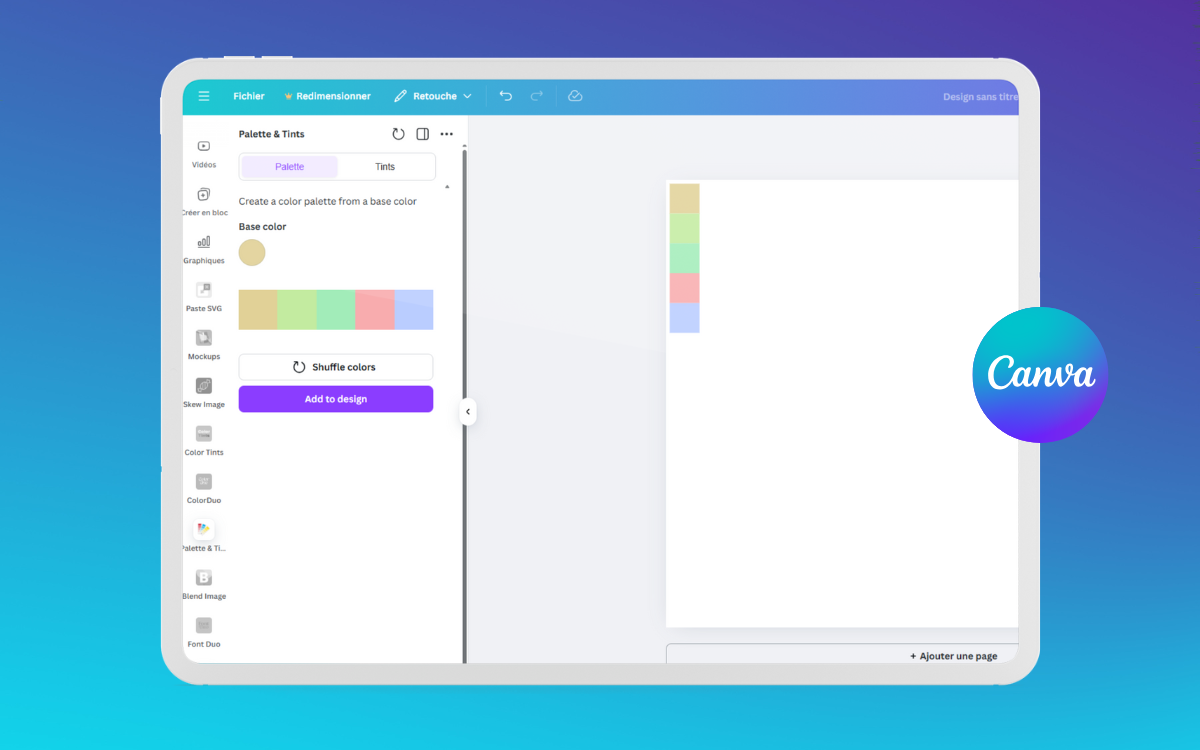 Fichier
Redimensionner
Retouche
Design sans titre
Vidéos
Créer en bloc
Graphiques
Paste SVG
Mockups
Skew Image
Color Tints
ColorDuo
Palette & Ti...
Blend Image
Font Duo
Palette & Tints
Palette
Tints
Create a color palette from a base color
Base color
Shuffle colors
Add to design
+ Ajouter une page
Canva